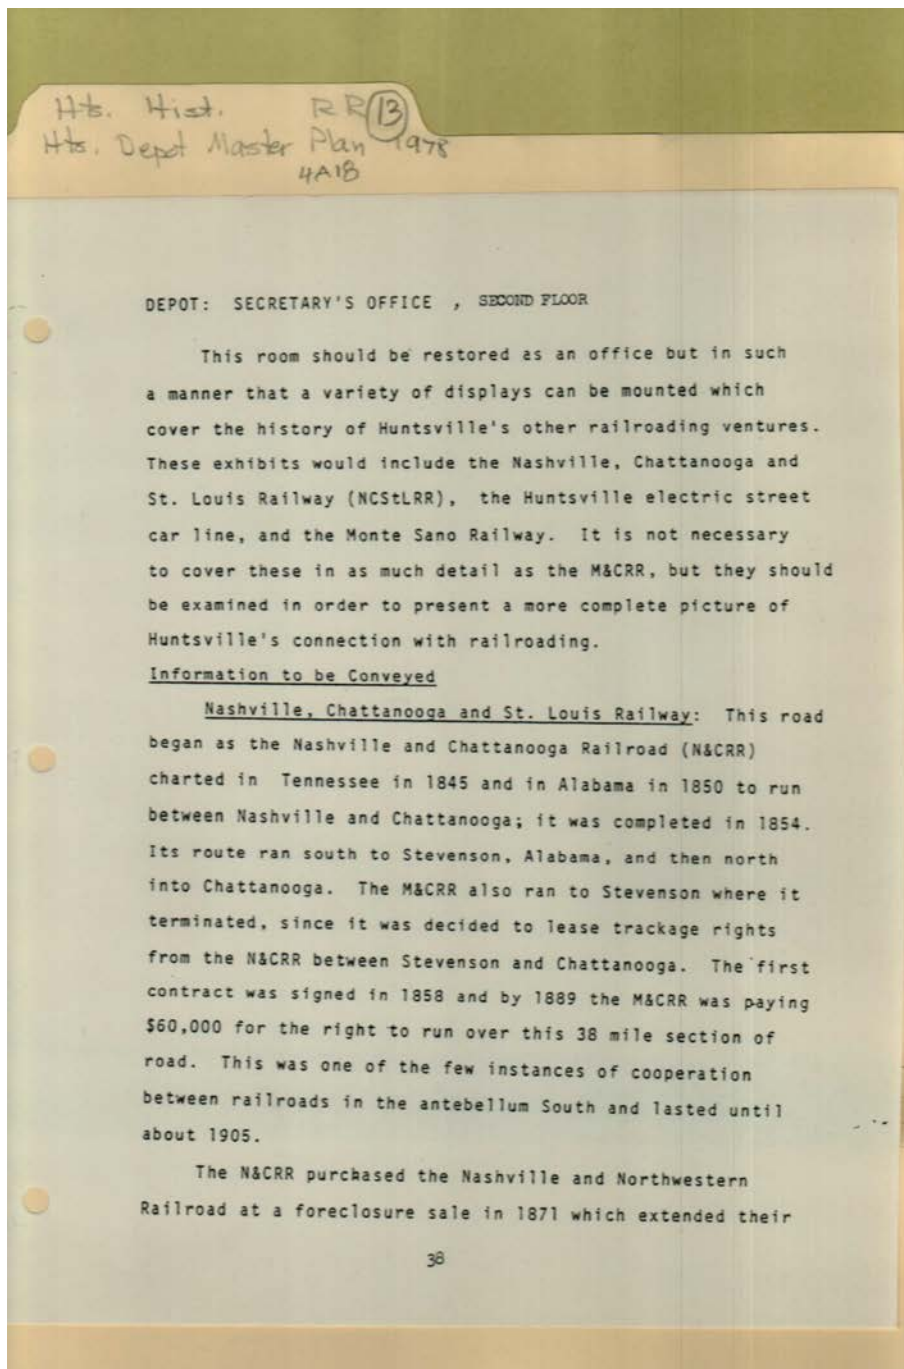 Hts. Hist. RR 13
Hts. Depot Master Plan 1978
4A18
DEPOT: SECRETARY'S OFFICE , SECOND FLOOR
This room should be restored as an office but in such
a manner that a variety of displays can be mounted which
cover the history of Huntsville's other railroading ventures.
These exhibits would include the Nashville, Chattanooga and
St. Louis Railway (NCStLRR), the Huntsville electric street
car line, and the Monte Sano Railway. It is not necessary
to cover these in as much detail as the M&CRR, but they should
be examined in order to present a more complete picture of
Huntsville's connection with railroading.
Information to be Conveyed
Nashville, Chattanooga and St. Louis Railway: This road
began as the Nashville and Chattanooga Railroad (N&CRR)
charted in Tennessee in 1845 and in Alabama in 1850 to run
between Nashville and Chattanooga; it was completed in 1854.
Its route ran south to Stevenson, Alabama, and then north
into Chattanooga. The M&CRR also ran to Stevenson where it
terminated, since it was decided to lease trackage rights
from the N&CRR between Stevenson and Chattanooga. The first
contract was signed in 1858 and by 1889 the M&CRR was paying
$60,000 for the right to run over this 38 mile section of
road. This was one of the few instances of cooperation
between railroads in the antebellum South and lasted until
about 1905.
The N&CRR purchased the Nashville and Northwestern
Railroad at a foreclosure sale in 1871 which extended their
38